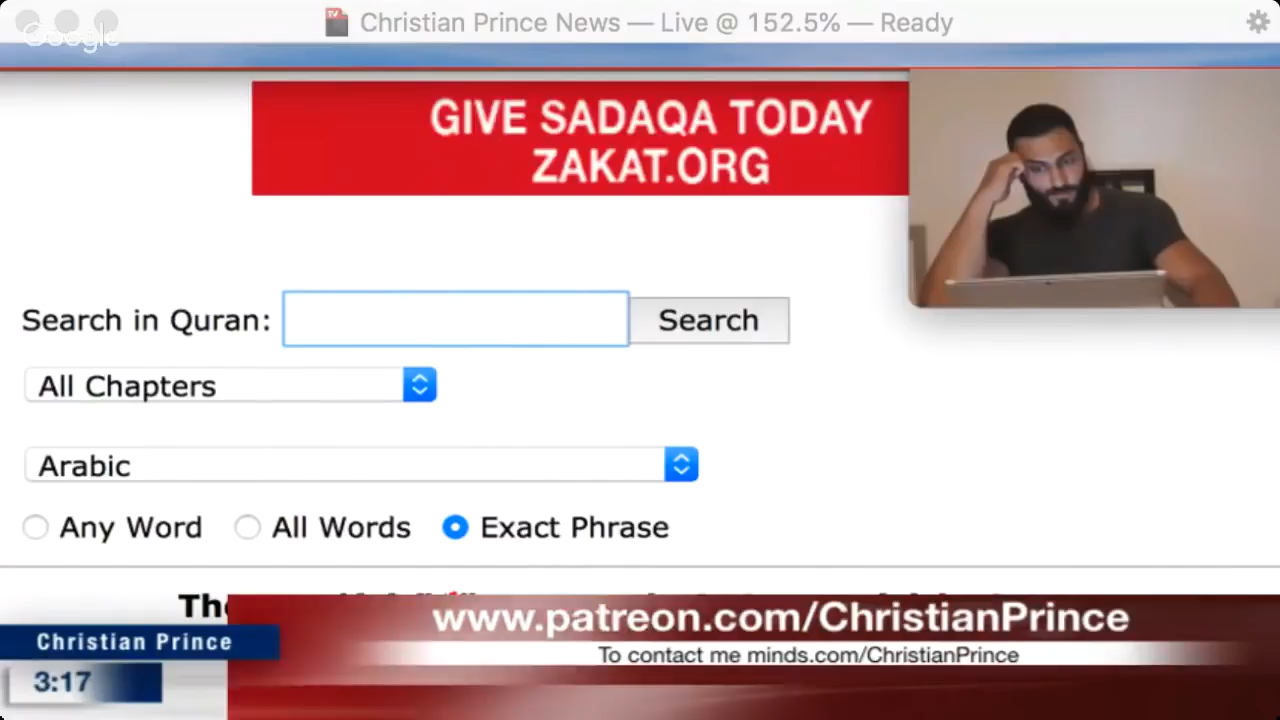 Christian Prince News — Live @ 152.5% — Ready
Google
TV
GIVE SADAQA TODAY
ZAKAT.ORG
Search in Quran:
Search
All Chapters
Arabic
Any Word
All Words
Exact Phrase
www.patreon.com/ChristianPrince
To contact me minds.com/ChristianPrince
Christian Prince
3:17